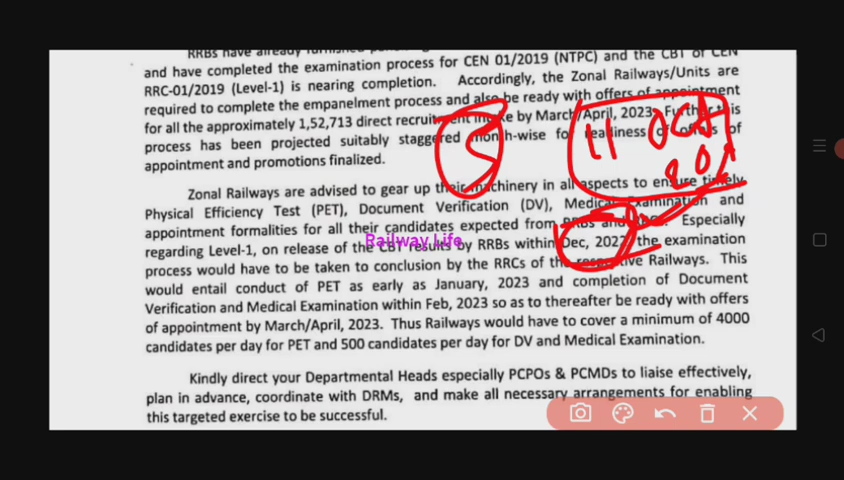 RRBs have already furnished
and have completed the examination process for CEN 01/2019 (NTPC) and the CBT of CEN
RRC-01/2019 (Level-1) is nearing completion. Accordingly, the Zonal Railways/Units are
required to complete the empanelment process and also be ready with offers of appointment
for all the approximately 1,52,713 direct recruitment by March/April, 2023. Further this
process has been projected suitably staggered month-wise for readiness of offers of
appointment and promotions finalized.
Zonal Railways are advised to gear up their machinery in all aspects to ensure timely
Physical Efficiency Test (PET), Document Verification (DV), Medical Examination and
appointment formalities for all their candidates expected from RRBs and Especially
regarding Level-1, on release of the CBT results by RRBs within Dec, 2022 the examination
process would have to be taken to conclusion by the RRCs of the respective Railways. This
would entail conduct of PET as early as January, 2023 and completion of Document
Verification and Medical Examination within Feb, 2023 so as to thereafter be ready with offers
of appointment by March/April, 2023. Thus Railways would have to cover a minimum of 4000
candidates per day for PET and 500 candidates per day for DV and Medical Examination.
Kindly direct your Departmental Heads especially PCPOs & PCMDs to liaise effectively,
plan in advance, coordinate with DRMs, and make all necessary arrangements for enabling
this targeted exercise to be successful.
Railway Life
5
11 OCT